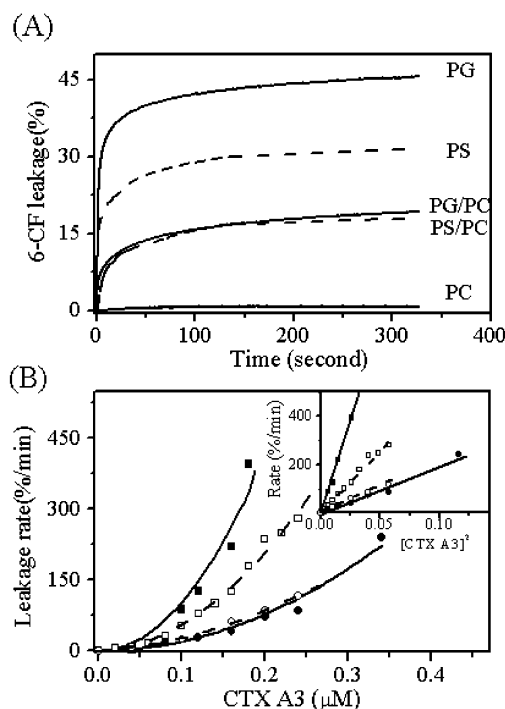 (A)
45
30
15
0
6-CF leakage(%)
PG
PS
PG/PC
PS/PC
PC
0 100 200 300 400
Time (second)
(B)
450
300
150
0
Leakage rate(%/min)
0.0 0.1 0.2 0.3 0.4
CTX A3 (μM)
400
200
0
Rate (%/min)
0.00 0.05 0.10
[CTX A3]²